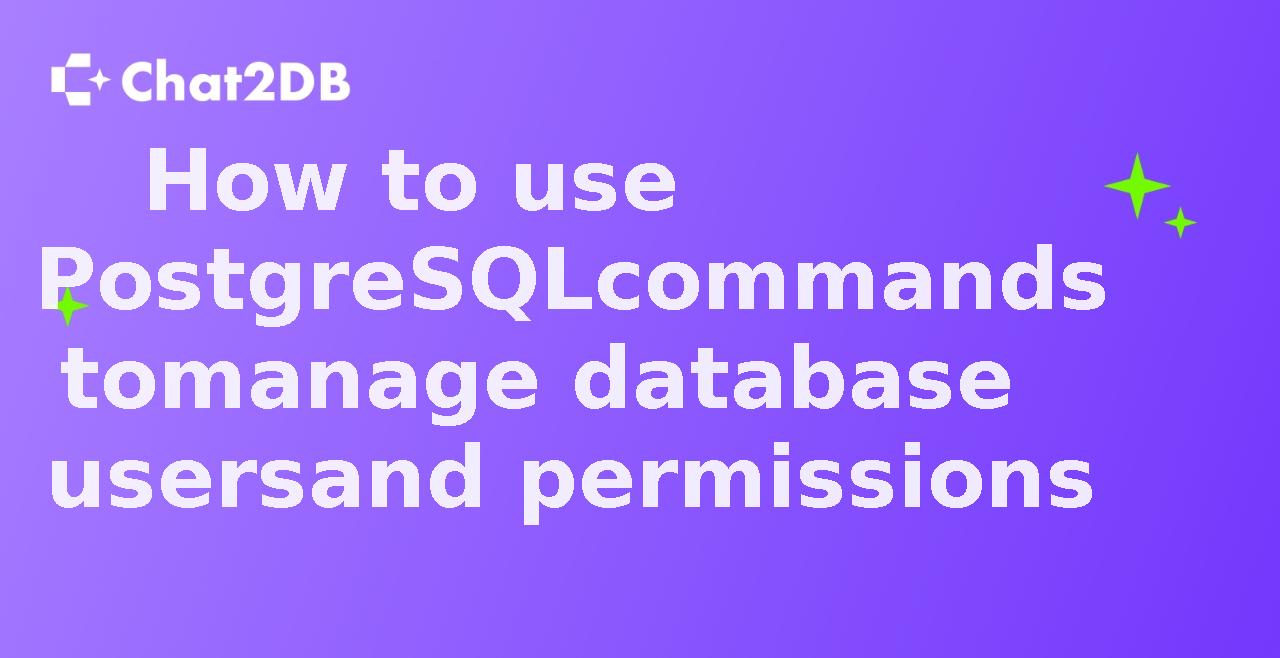 Chat2DB
How to use
PostgreSQLcommands
tomanage database
usersand permissions